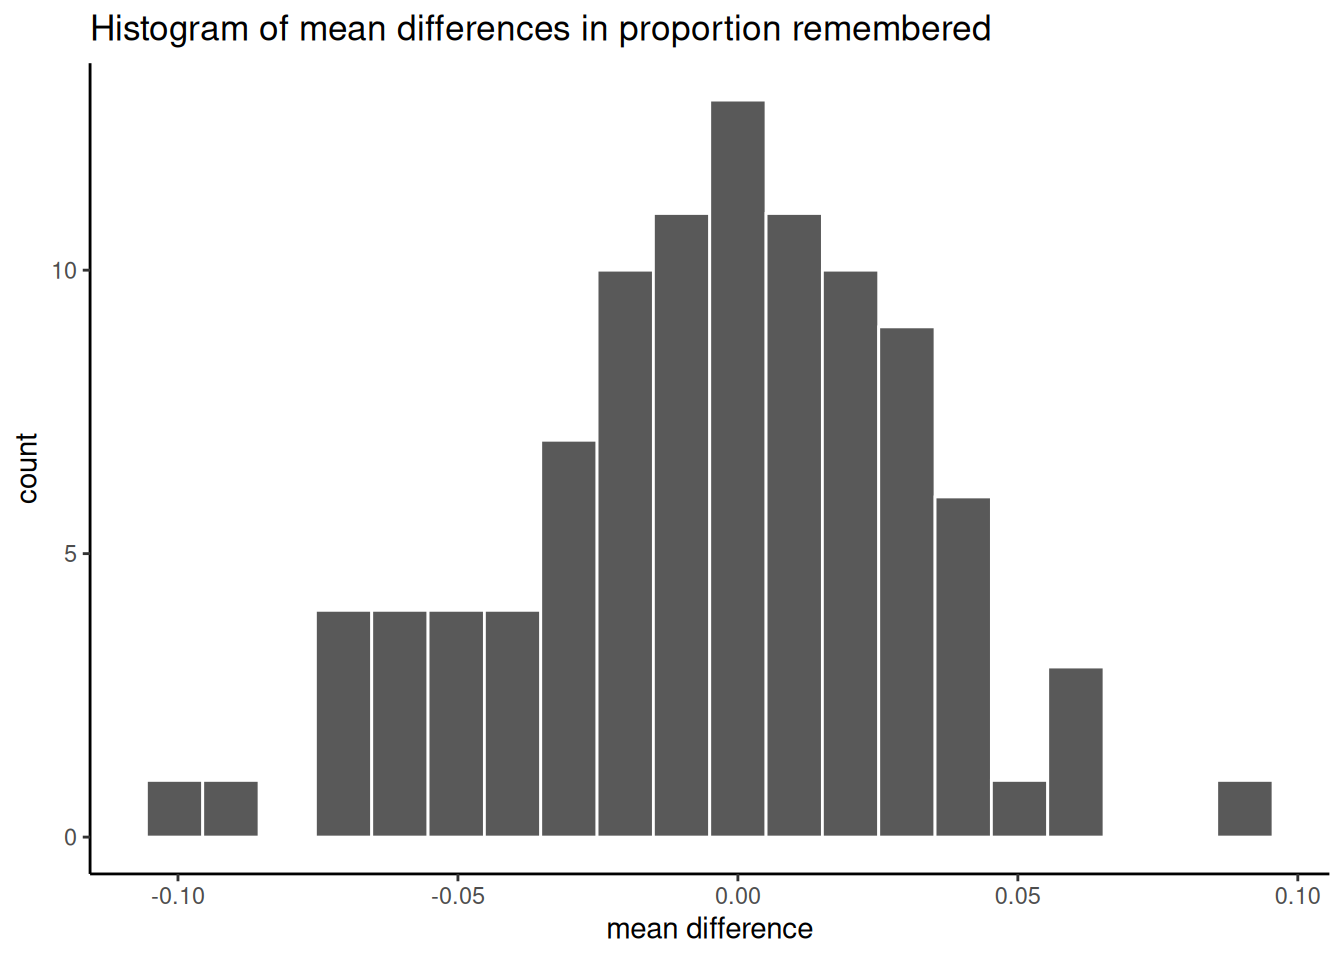 Histogram of mean differences in proportion remembered
10
5
0
count
-0.10 -0.05 0.00 0.05 0.10
mean difference